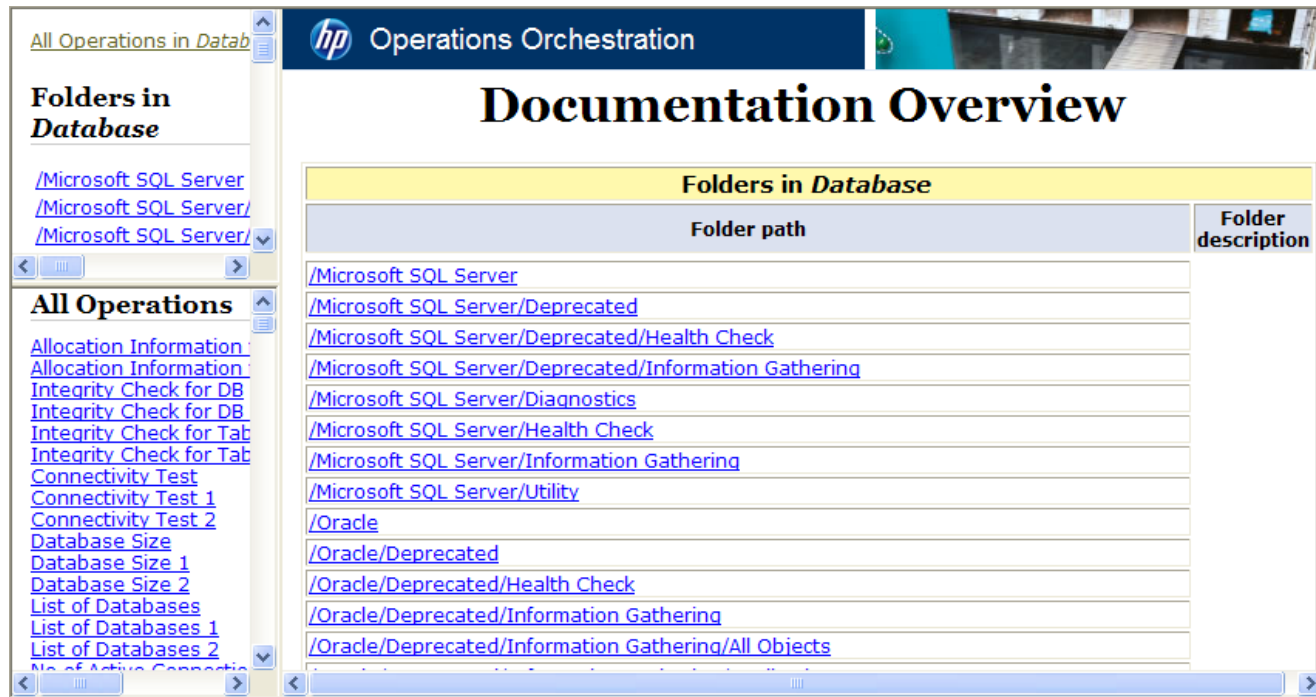 All Operations in Datab
Folders in
Database
/Microsoft SQL Server
/Microsoft SQL Server/
/Microsoft SQL Server/
All Operations
Allocation Information
Allocation Information
Integrity Check for DB
Integrity Check for DB
Integrity Check for Tab
Integrity Check for Tab
Connectivity Test
Connectivity Test 1
Connectivity Test 2
Database Size
Database Size 1
Database Size 2
List of Databases
List of Databases 1
List of Databases 2
hp Operations Orchestration
Documentation Overview
Folders in Database
Folder path Folder description
/Microsoft SQL Server
/Microsoft SQL Server/Deprecated
/Microsoft SQL Server/Deprecated/Health Check
/Microsoft SQL Server/Deprecated/Information Gathering
/Microsoft SQL Server/Diagnostics
/Microsoft SQL Server/Health Check
/Microsoft SQL Server/Information Gathering
/Microsoft SQL Server/Utility
/Oracle
/Oracle/Deprecated
/Oracle/Deprecated/Health Check
/Oracle/Deprecated/Information Gathering
/Oracle/Deprecated/Information Gathering/All Objects